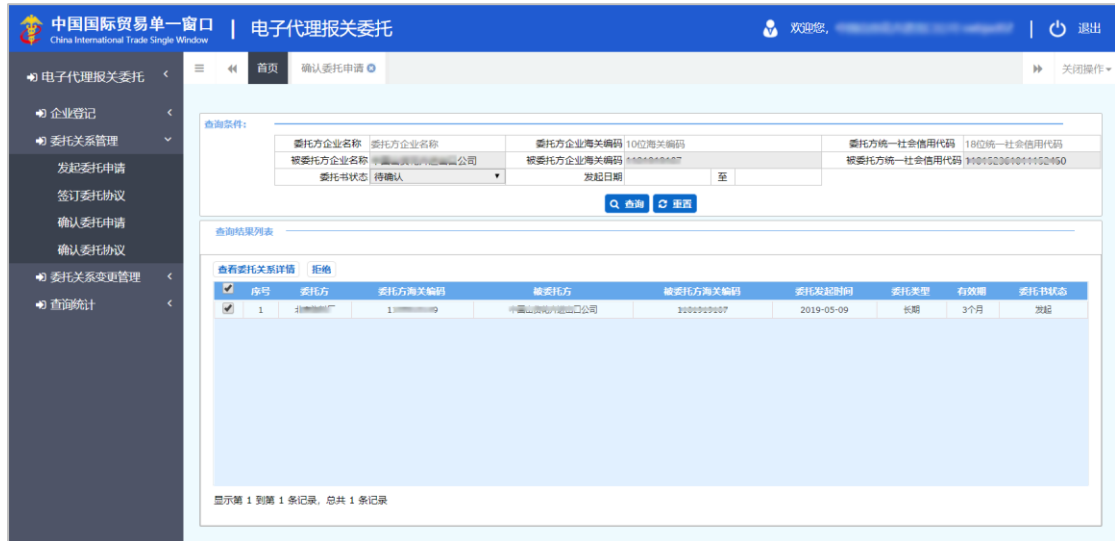 中国国际贸易单一窗口 | 电子代理报关委托
China International Trade Single Window
欢迎您,
退出
电子代理报关委托
首页
确认委托申请
关闭操作
企业登记
委托关系管理
发起委托申请
签订委托协议
确认委托申请
确认委托协议
委托关系变更管理
查询统计
查询条件:
委托方企业名称 委托方企业名称 委托方企业海关编码 10位海关编码 委托方统一社会信用代码 18位统一社会信用代码
被委托方企业名称 公司 被委托方企业海关编码 被委托方统一社会信用代码
委托书状态 待确认 发起日期 至
查询 重置
查询结果列表
查看委托关系详情 拒绝
序号 委托方 委托方海关编码 被委托方 被委托方海关编码 委托发起时间 委托类型 有效期 委托书状态
1 厂 1 9 公司 2019-05-09 长期 3个月 发起
显示第 1 到第 1 条记录, 总共 1 条记录